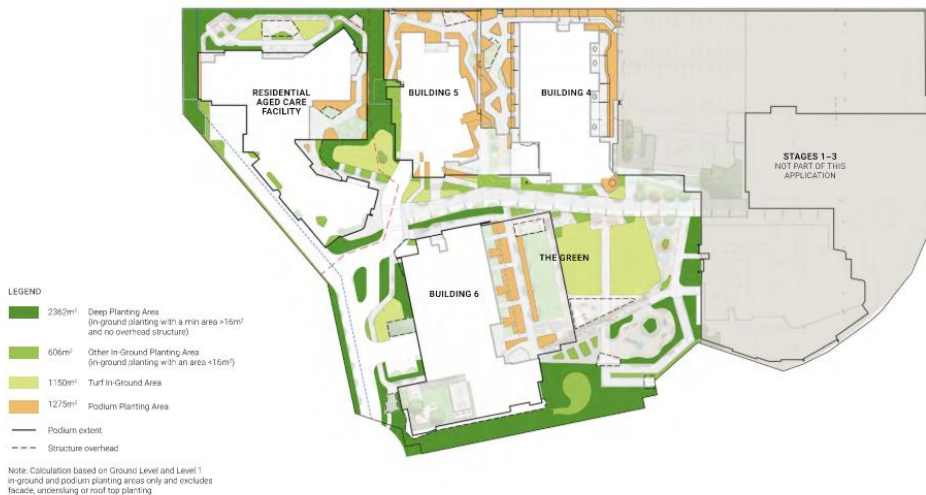 RESIDENTIAL
AGED CARE
FACILITY
BUILDING 5
BUILDING 4
STAGES 1–3
NOT PART OF THIS
APPLICATION
THE GREEN
BUILDING 6
LEGEND
2362m² Deep Planting Area
(in-ground planting with a min area >16m²
and no overhead structure)
606m² Other In-Ground Planting Area
(in-ground planting with an area <16m²)
1150m² Turf In-Ground Area
1275m² Podium Planting Area
Podium extent
Structure overhead
Note: Calculation based on Ground Level and Level 1
in-ground and podium planting areas only and excludes
facade, underslung or roof top planting